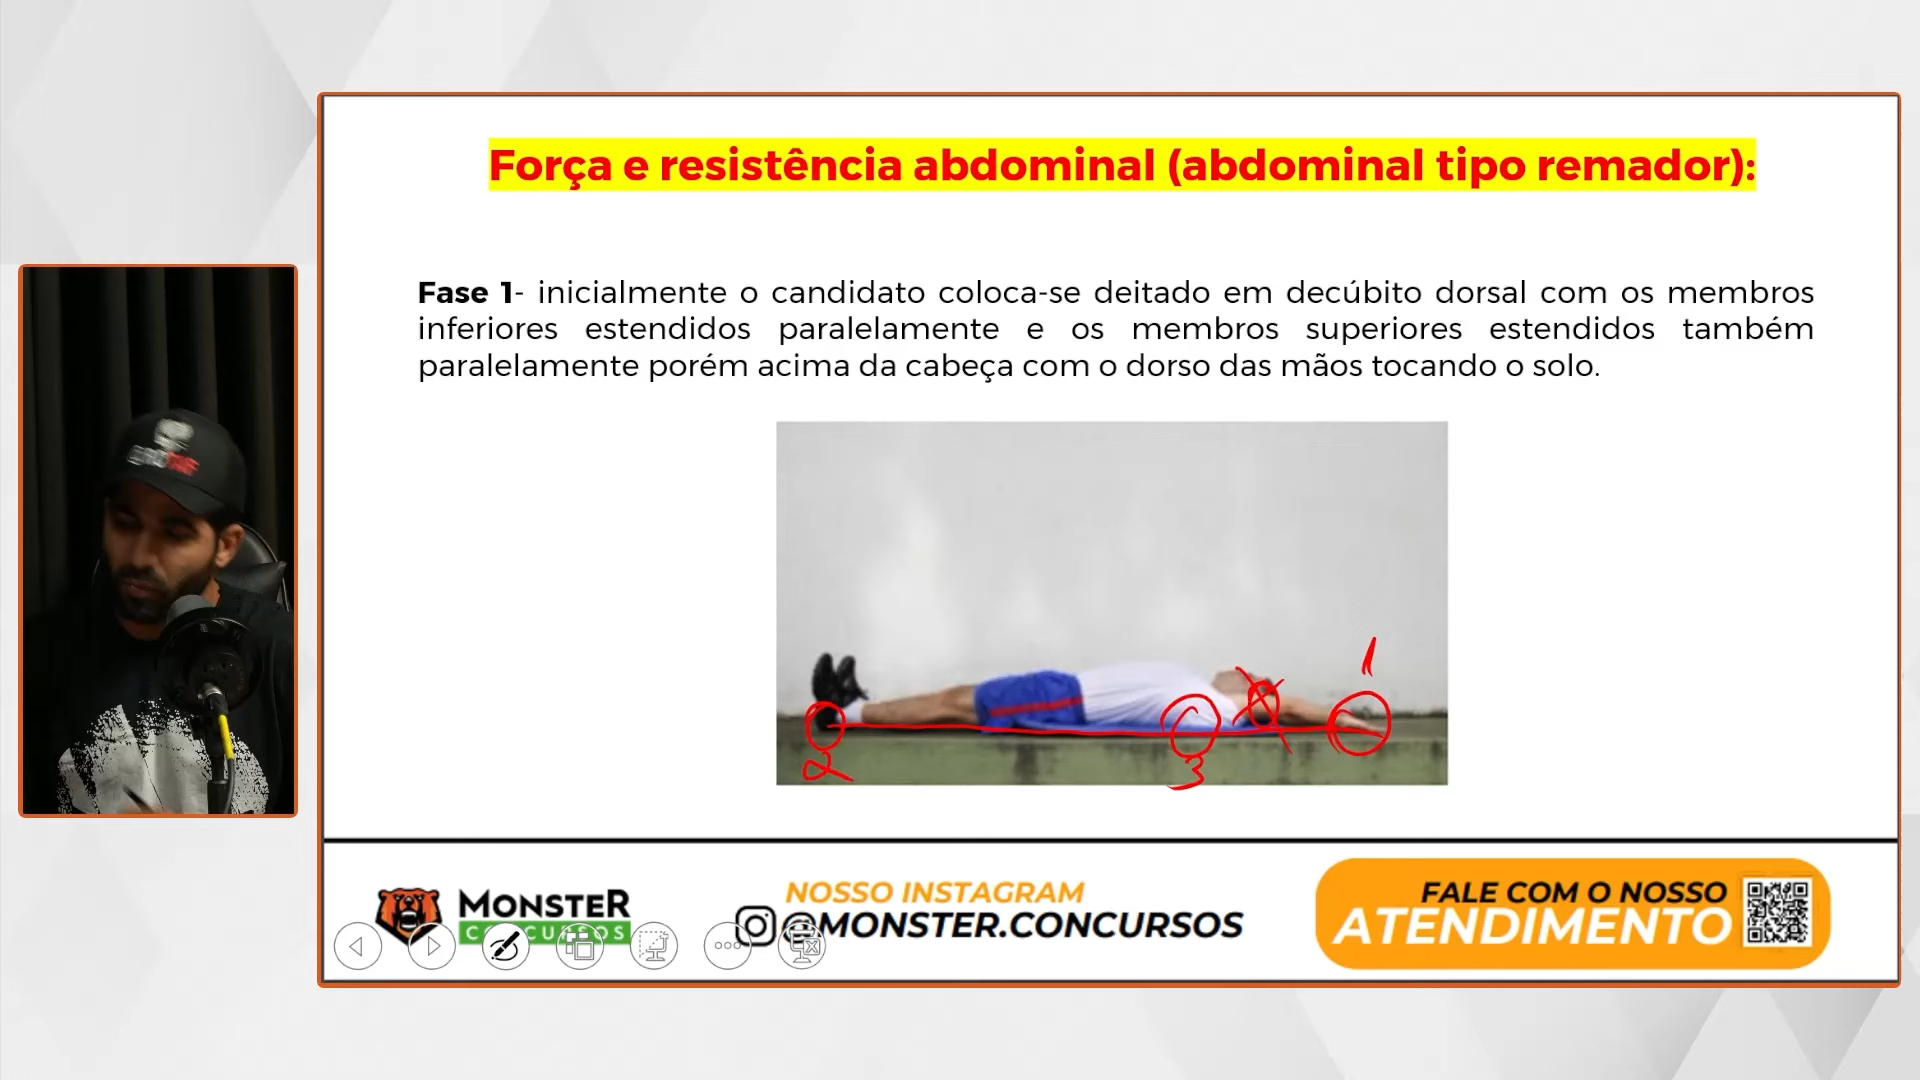 Força e resistência abdominal (abdominal tipo remador):
Fase 1- inicialmente o candidato coloca-se deitado em decúbito dorsal com os membros
inferiores estendidos paralelamente e os membros superiores estendidos também
paralelamente porém acima da cabeça com o dorso das mãos tocando o solo.
1
2
3
MONSTER
CONCURSOS
NOSSO INSTAGRAM
@MONSTER.CONCURSOS
FALE COM O NOSSO
ATENDIMENTO